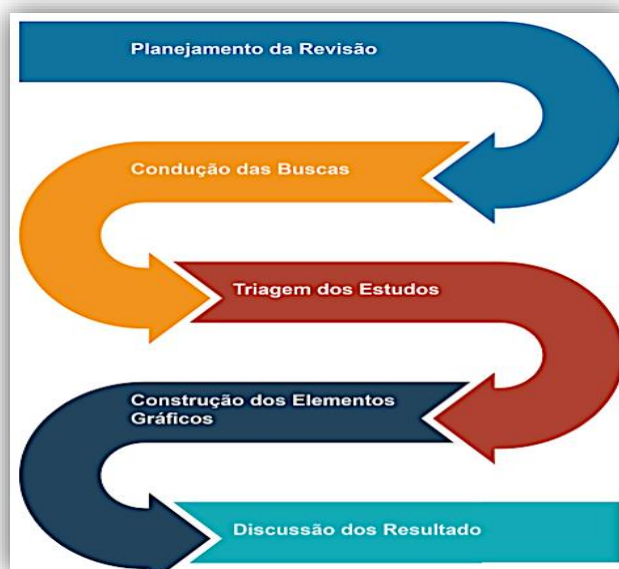 Planejamento da Revisão
Condução das Buscas
Triagem dos Estudos
Construção dos Elementos
Gráficos
Discussão dos Resultado